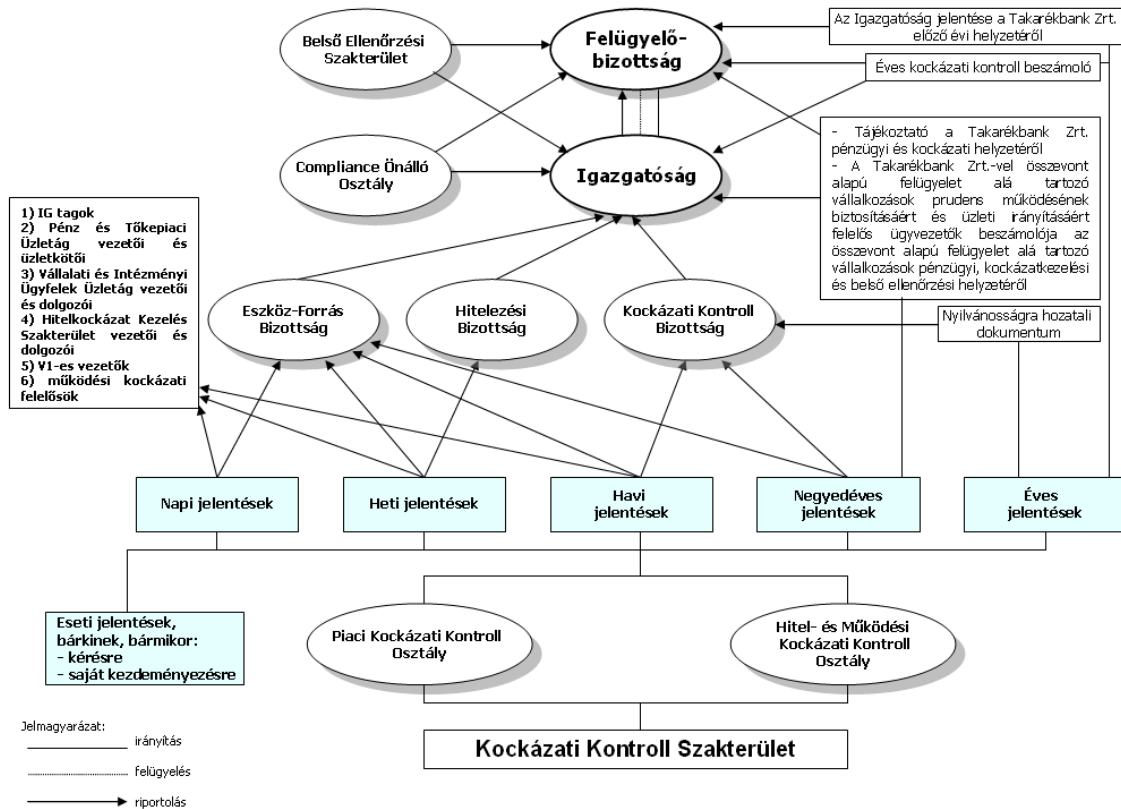 Belső Ellenőrzési
Szakterület
Felügyelő-
bizottság
Az Igazgatóság jelentése a Takarékbank Zrt.
előző évi helyzetéről
Éves kockázati kontroll beszámoló
Compliance Önálló
Osztály
Igazgatóság
- Tájékoztató a Takarékbank Zrt.
pénzügyi és kockázati helyzetéről
- A Takarékbank Zrt.-vel összevont
alapú felügyelet alá tartozó
vállalkozások prudens működésének
biztosításáért és üzleti irányításáért
felelős ügyvezetők beszámolója az
összevont alapú felügyelet alá tartozó
vállalkozások pénzügyi, kockázatkezelési
és belső ellenőrzési helyzetéről
1) IG tagok
2) Pénz és Tőkepiaci
Üzletág vezetői és
üzletkötői
3) Vállalati és Intézményi
Ügyfelek Üzletág vezetői
és dolgozói
4) Hitelkockázat Kezelés
Szakterület vezetői és
dolgozói
5) V1-es vezetők
6) működési kockázati
felelősök
Eszköz-Forrás
Bizottság
Hitelezési
Bizottság
Kockázati Kontroll
Bizottság
Nyilvánosságra hozatali
dokumentum
Napi jelentések
Heti jelentések
Havi
jelentések
Negyedéves
jelentések
Éves
jelentések
Eseti jelentések,
bárkinek, bármikor:
- kérésre
- saját kezdeményezésre
Piaci Kockázati Kontroll
Osztály
Hitel- és Működési
Kockázati Kontroll
Osztály
Kockázati Kontroll Szakterület
Jelmagyarázat:
irányítás
felügyelés
riportolás